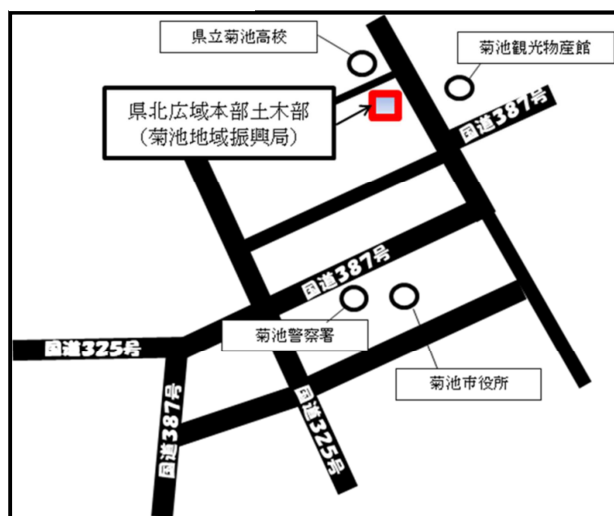 県立菊池高校
菊池観光物産館
県北広域本部土木部
（菊池地域振興局）
国道387号
国道387号
菊池警察署
国道325号
菊池市役所
国道387号
国道325号